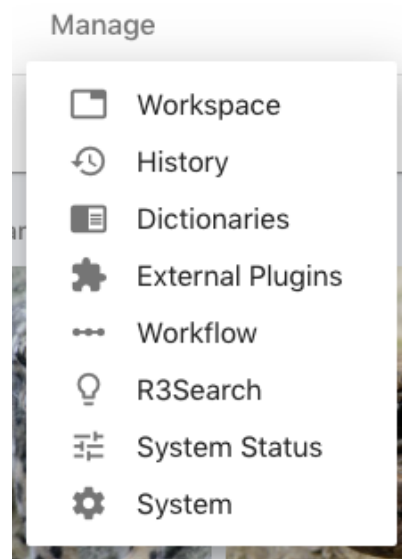 Manage
Workspace
History
Dictionaries
External Plugins
Workflow
R3Search
System Status
System